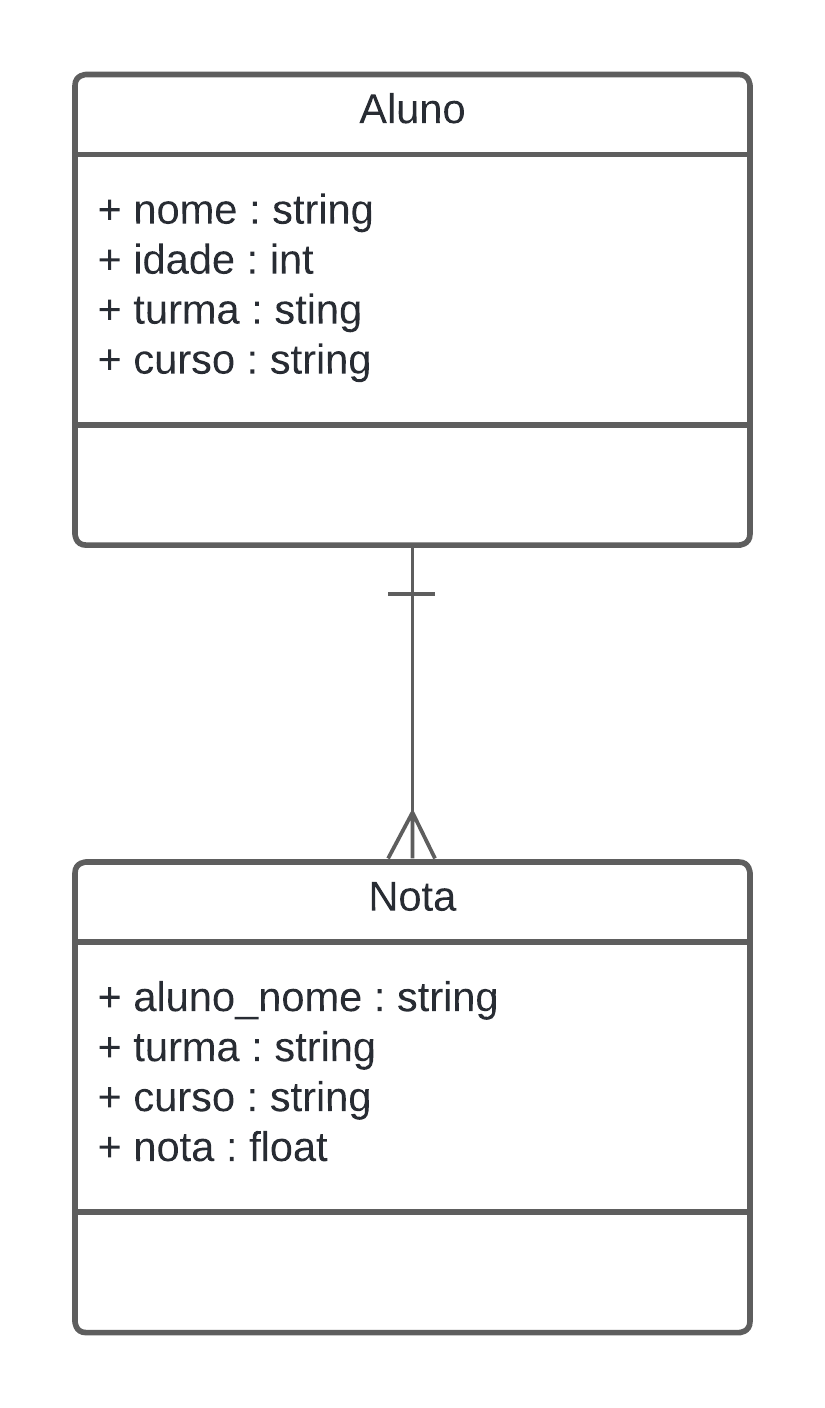 Aluno
+ nome : string
+ idade : int
+ turma : sting
+ curso : string
Nota
+ aluno_nome : string
+ turma : string
+ curso : string
+ nota : float